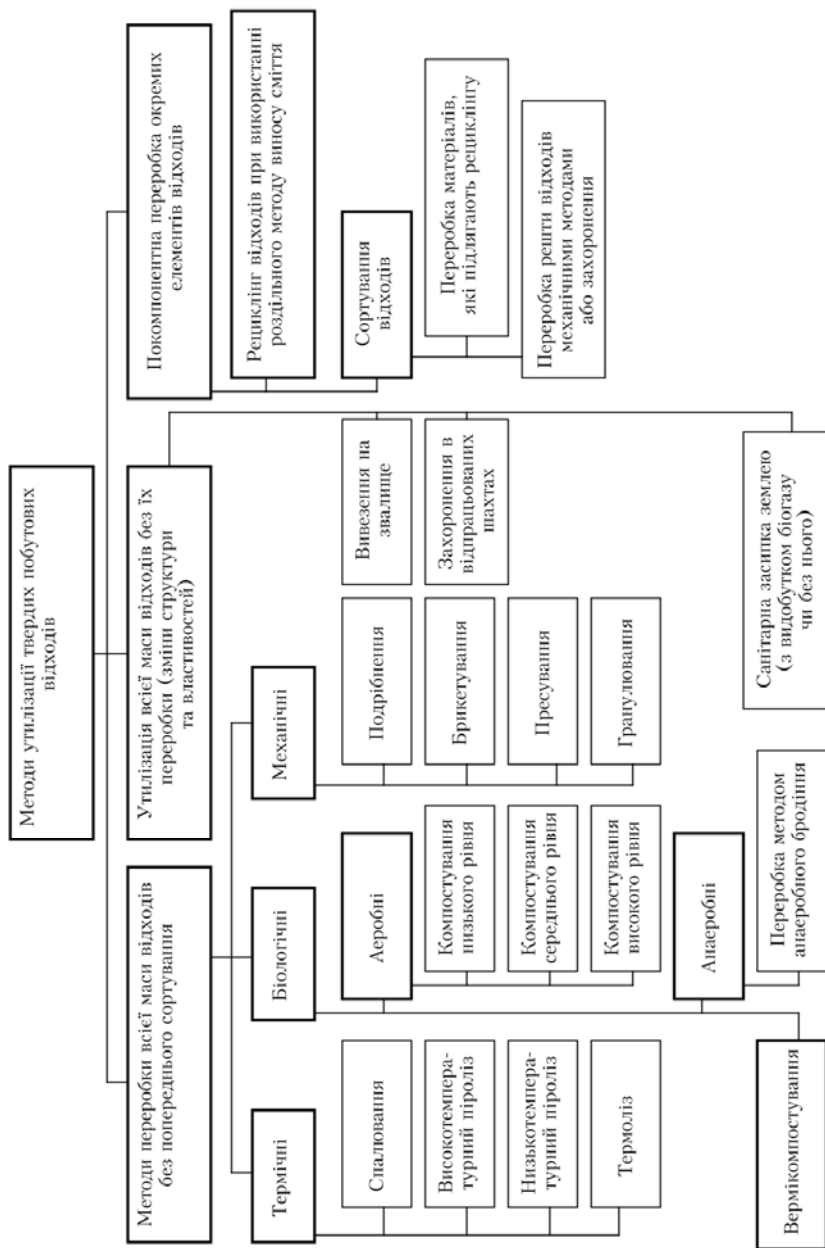 Методи утилізації твердих побутових
відходів
Методи переробки всієї маси відходів
без попереднього сортування
Утилізація всієї маси відходів без їх
переробки (зміни структури
та властивостей)
Покомпонентна переробка окремих
елементів відходів
Термічні
Біологічні
Механічні
Спалювання
Високотемпера-
турний піроліз
Низькотемпера-
турний піроліз
Термоліз
Аеробні
Компостування
низького рівня
Компостування
середнього рівня
Компостування
високого рівня
Анаеробні
Переробка методом
анаеробного бродіння
Вермікомпостування
Подрібнення
Брикетування
Пресування
Гранулювання
Вивезення на
звалище
Захоронення в
відпрацьованих
шахтах
Санітарна засипка землею
(з видобутком біогазу
чи без нього)
Рециклінг відходів при використанні
роздільного методу виносу сміття
Сортування
відходів
Переробка матеріалів,
які підлягають рециклінгу
Переробка решти відходів
механічними методами
або захоронення